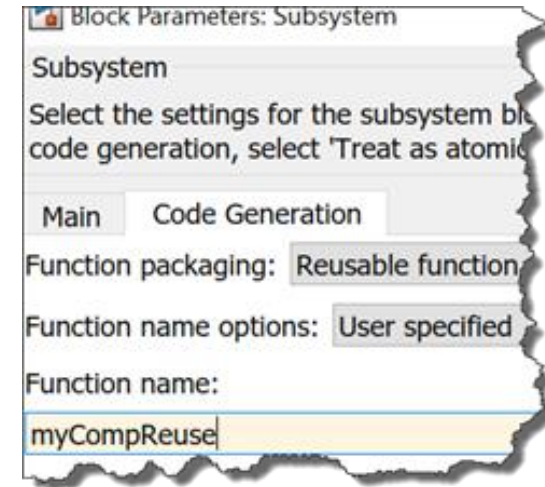 Block Parameters: Subsystem
Subsystem
Select the settings for the subsystem
code generation, select 'Treat as atomic
Main Code Generation
Function packaging: Reusable function
Function name options: User specified
Function name:
myCompReuse